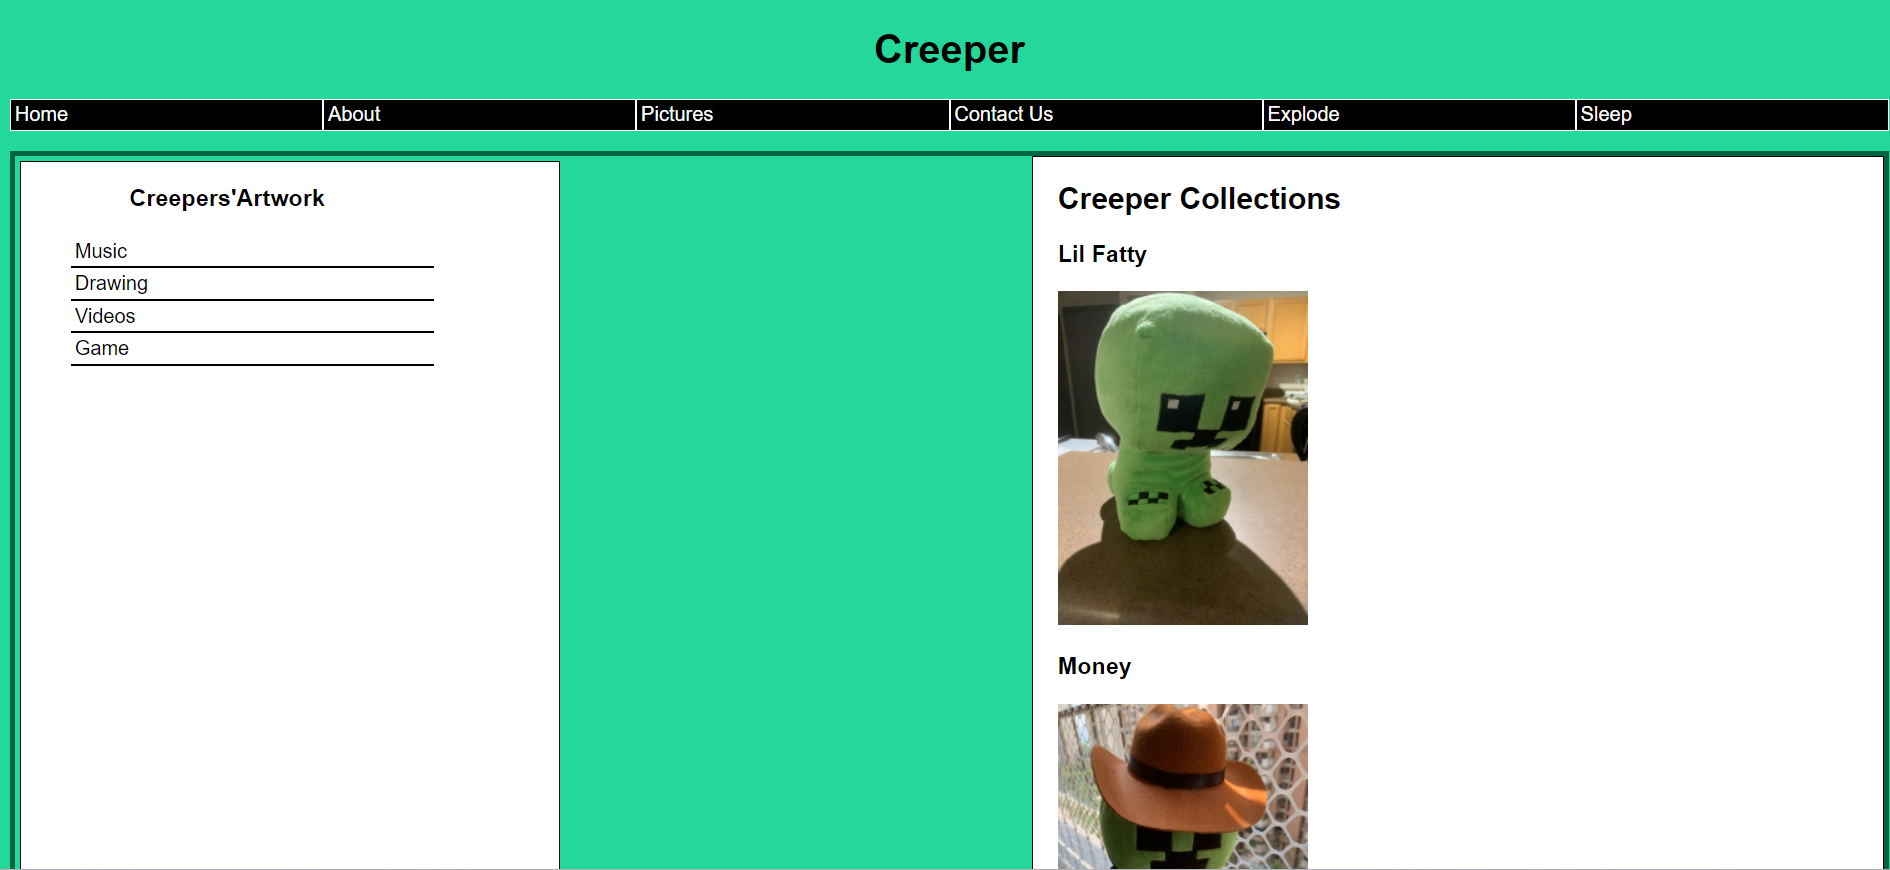 Creeper
Home
About
Pictures
Contact Us
Explode
Sleep
Creepers'Artwork
Music
Drawing
Videos
Game
Creeper Collections
Lil Fatty
Money